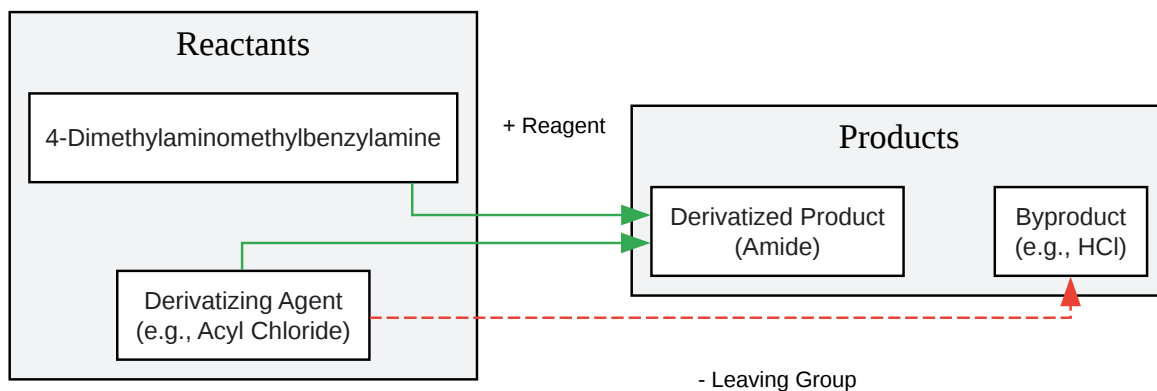 Reactants
4-Dimethylaminomethylbenzylamine
+ Reagent
Products
Derivatized Product
(Amide)
Byproduct
(e.g., HCl)
Derivatizing Agent
(e.g., Acyl Chloride)
- Leaving Group